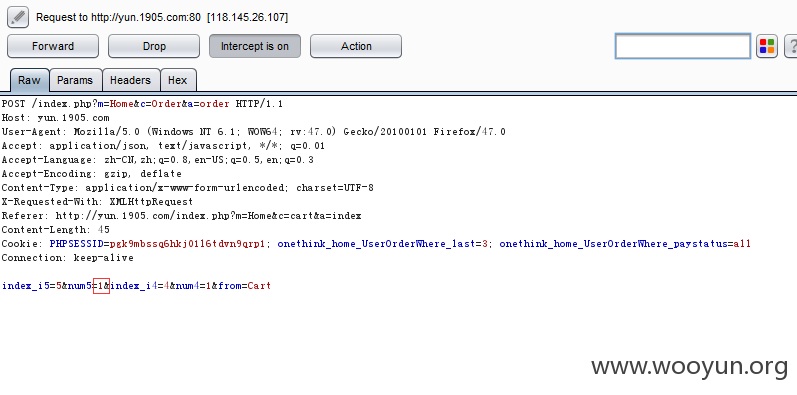 Request to http://yun.1905.com:80 [118.145.26.107]
Forward Drop Intercept is on Action ?
Raw Params Headers Hex
POST /index.php?m=Home&c=Order&a=order HTTP/1.1
Host: yun.1905.com
User-Agent: Mozilla/5.0 (Windows NT 6.1; WOW64; rv:47.0) Gecko/20100101 Firefox/47.0
Accept: application/json, text/javascript, */*; q=0.01
Accept-Language: zh-CN,zh;q=0.8,en-US;q=0.5,en;q=0.3
Accept-Encoding: gzip, deflate
Content-Type: application/x-www-form-urlencoded; charset=UTF-8
X-Requested-With: XMLHttpRequest
Referer: http://yun.1905.com/index.php?m=Home&c=cart&a=index
Content-Length: 45
Cookie: PHPSESSID=pgk9mbssq6hkj01l6tdvn9qrp1; onethink_home_UserOrderWhere_last=3; onethink_home_UserOrderWhere_paystatus=all
Connection: keep-alive
index_i5=5&num5=1&index_i4=4&num4=1&from=Cart
www.wooyun.org